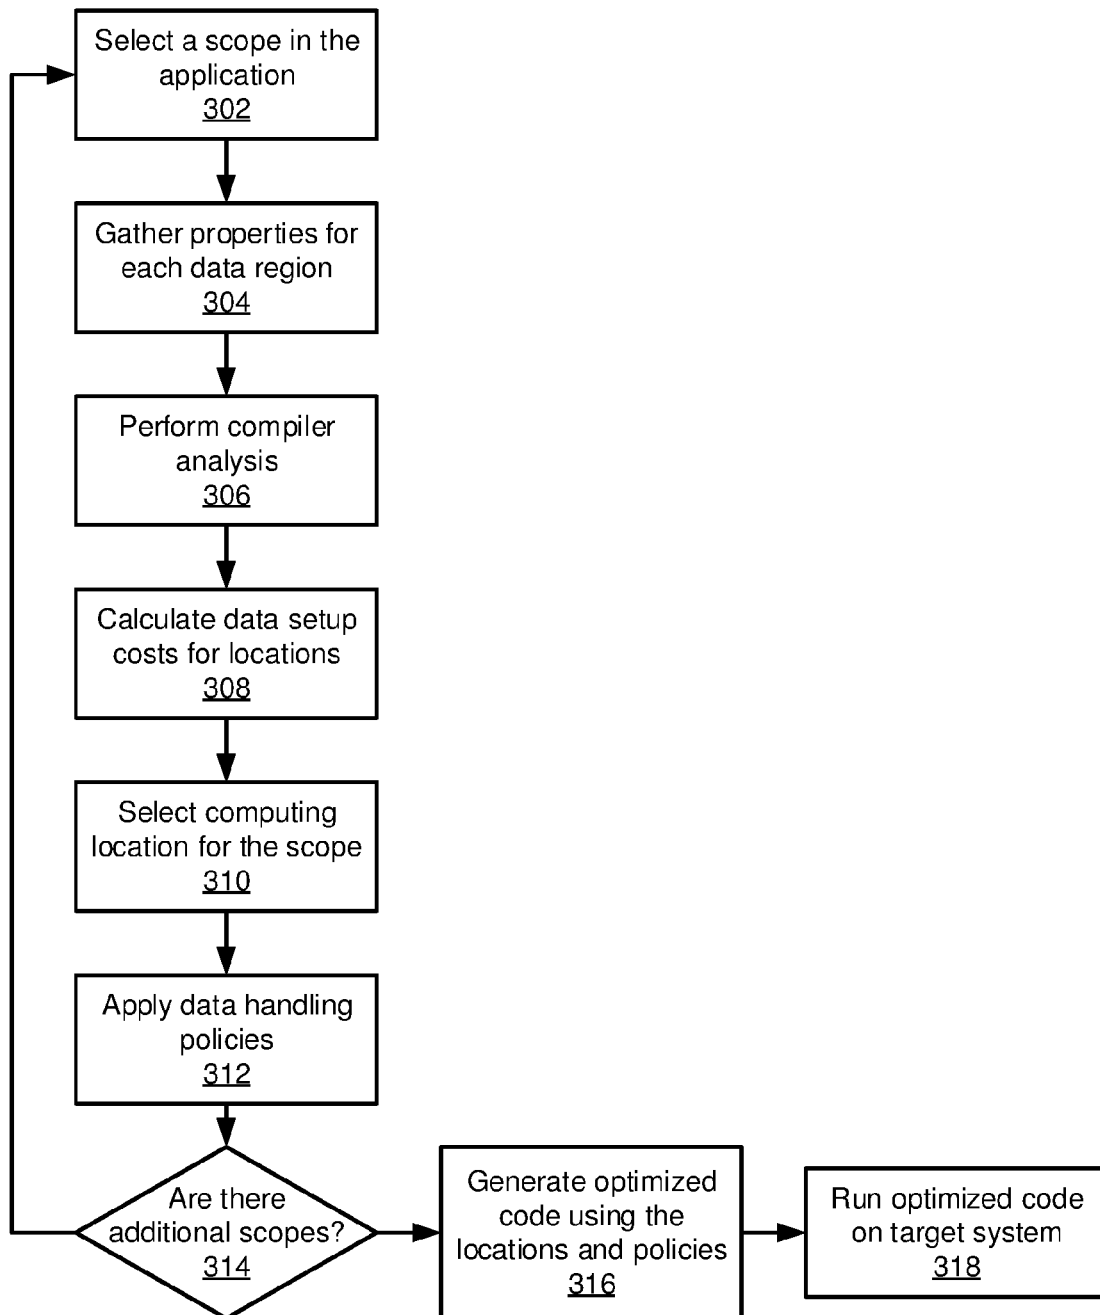 Select a scope in the
application
302
Gather properties for
each data region
304
Perform compiler
analysis
306
Calculate data setup
costs for locations
308
Select computing
location for the scope
310
Apply data handling
policies
312
Are there
additional scopes?
314
Generate optimized
code using the
locations and policies
316
Run optimized code
on target system
318